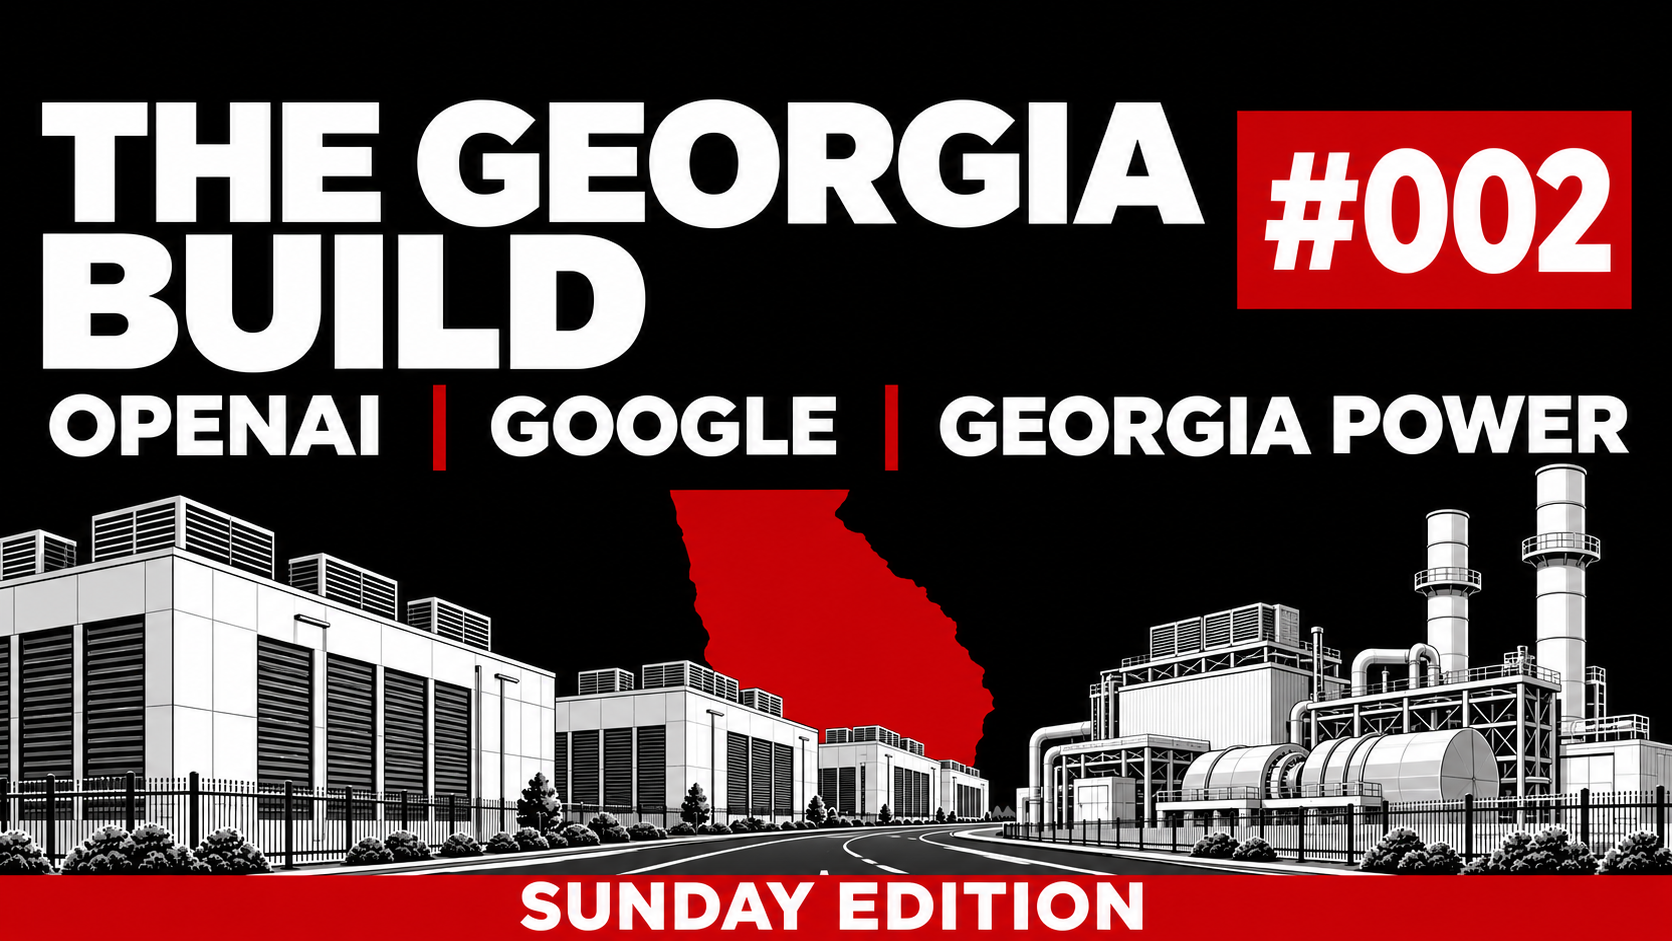 THE GEORGIA
BUILD
#002
OPENAI | GOOGLE | GEORGIA POWER
SUNDAY EDITION